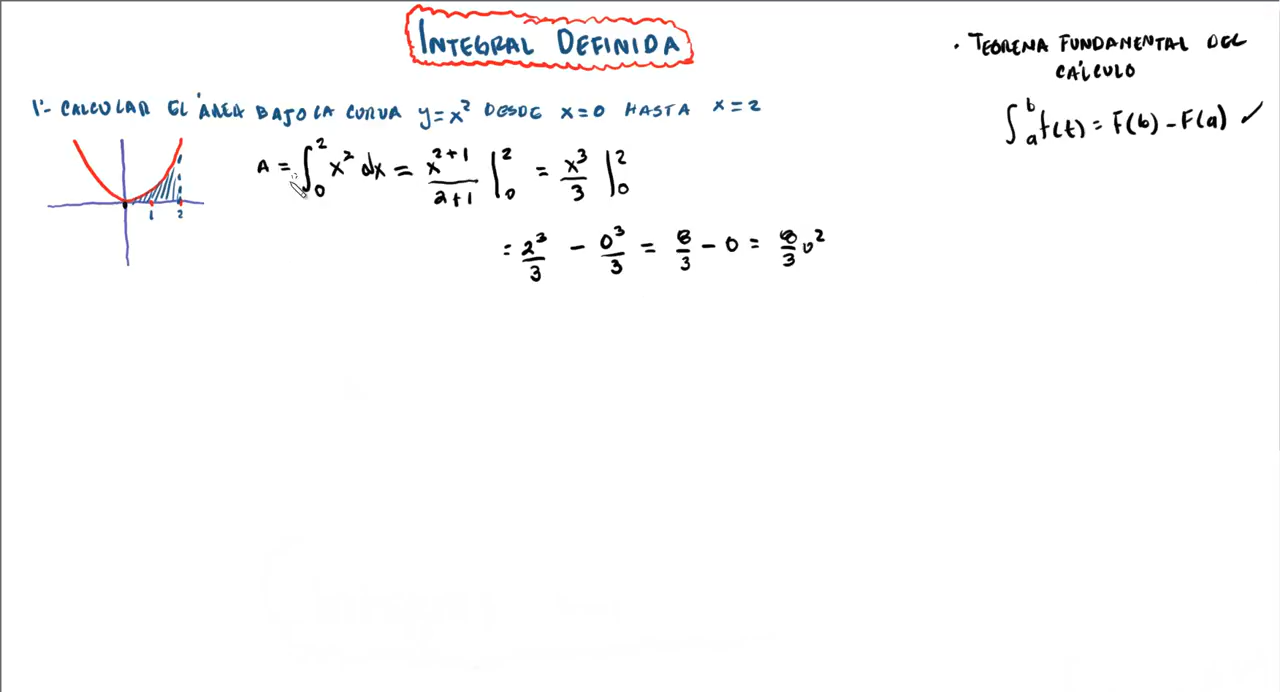 INTEGRAL DEFINIDA
• TEOREMA FUNDAMENTAL DEL
CÁLCULO
∫ₐᵇ f(t) = F(b) - F(a) ✓
1.- CALCULAR EL ÁREA BAJO LA CURVA y=x² DESDE x=0 HASTA x=2
A = ∫₀² x² dx = x²⁺¹/2+1 |₀² = x³/3 |₀²
1 2
= 2³/3 - 0³/3 = 8/3 - 0 = 8/3 υ²